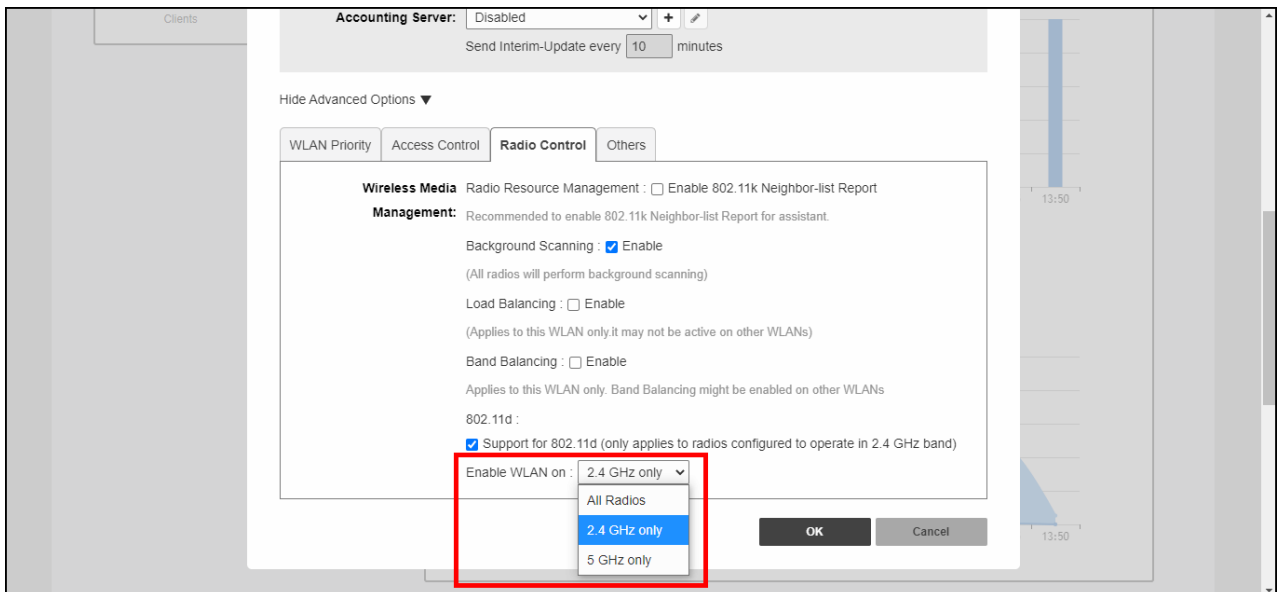 Clients
Accounting Server: Disabled +
Send Interim-Update every 10 minutes
Hide Advanced Options ▼
WLAN Priority Access Control Radio Control Others
Wireless Media Management: Radio Resource Management : Enable 802.11k Neighbor-list Report
Recommended to enable 802.11k Neighbor-list Report for assistant.
Background Scanning : Enable
(All radios will perform background scanning)
Load Balancing : Enable
(Applies to this WLAN only.it may not be active on other WLANs)
Band Balancing : Enable
Applies to this WLAN only. Band Balancing might be enabled on other WLANs
802.11d :
Support for 802.11d (only applies to radios configured to operate in 2.4 GHz band)
Enable WLAN on : 2.4 GHz only
All Radios
2.4 GHz only
5 GHz only
OK Cancel
13:50
13:50